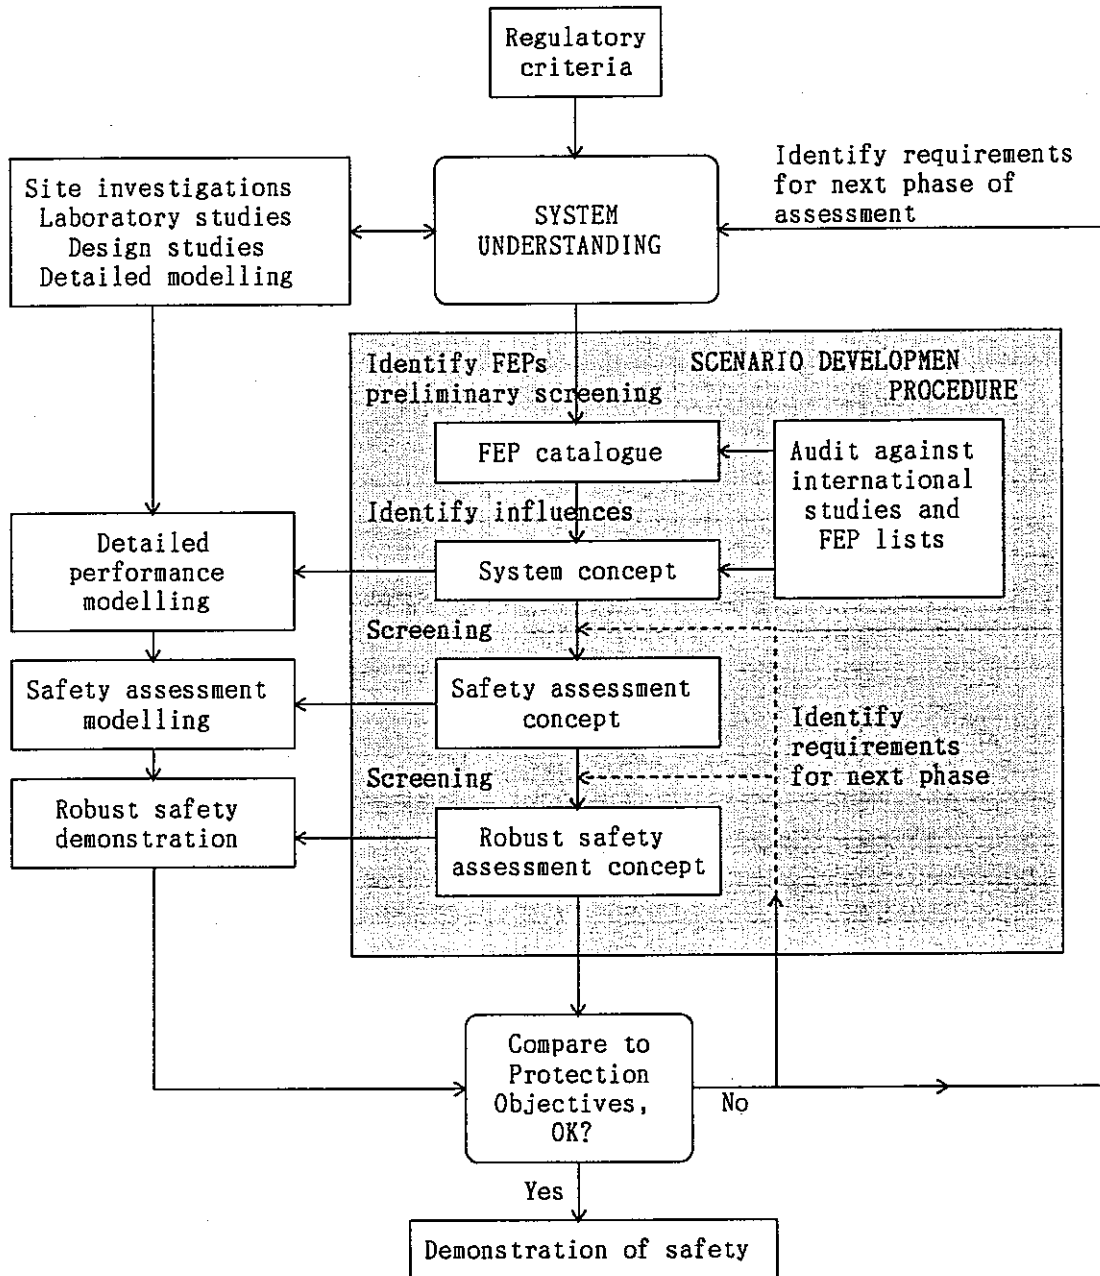 Regulatory
criteria
Identify requirements
for next phase of
assessment
Site investigations
Laboratory studies
Design studies
Detailed modelling
SYSTEM
UNDERSTANDING
Identify FEPs
preliminary screening
SCENARIO DEVELOPMEN
PROCEDURE
FEP catalogue
Audit against
international
studies and
FEP lists
Identify influences
Detailed
performance
modelling
System concept
Screening
Safety assessment
modelling
Safety assessment
concept
Identify
requirements
for next phase
Screening
Robust safety
demonstration
Robust safety
assessment concept
Compare to
Protection
Objectives,
OK?
No
Yes
Demonstration of safety